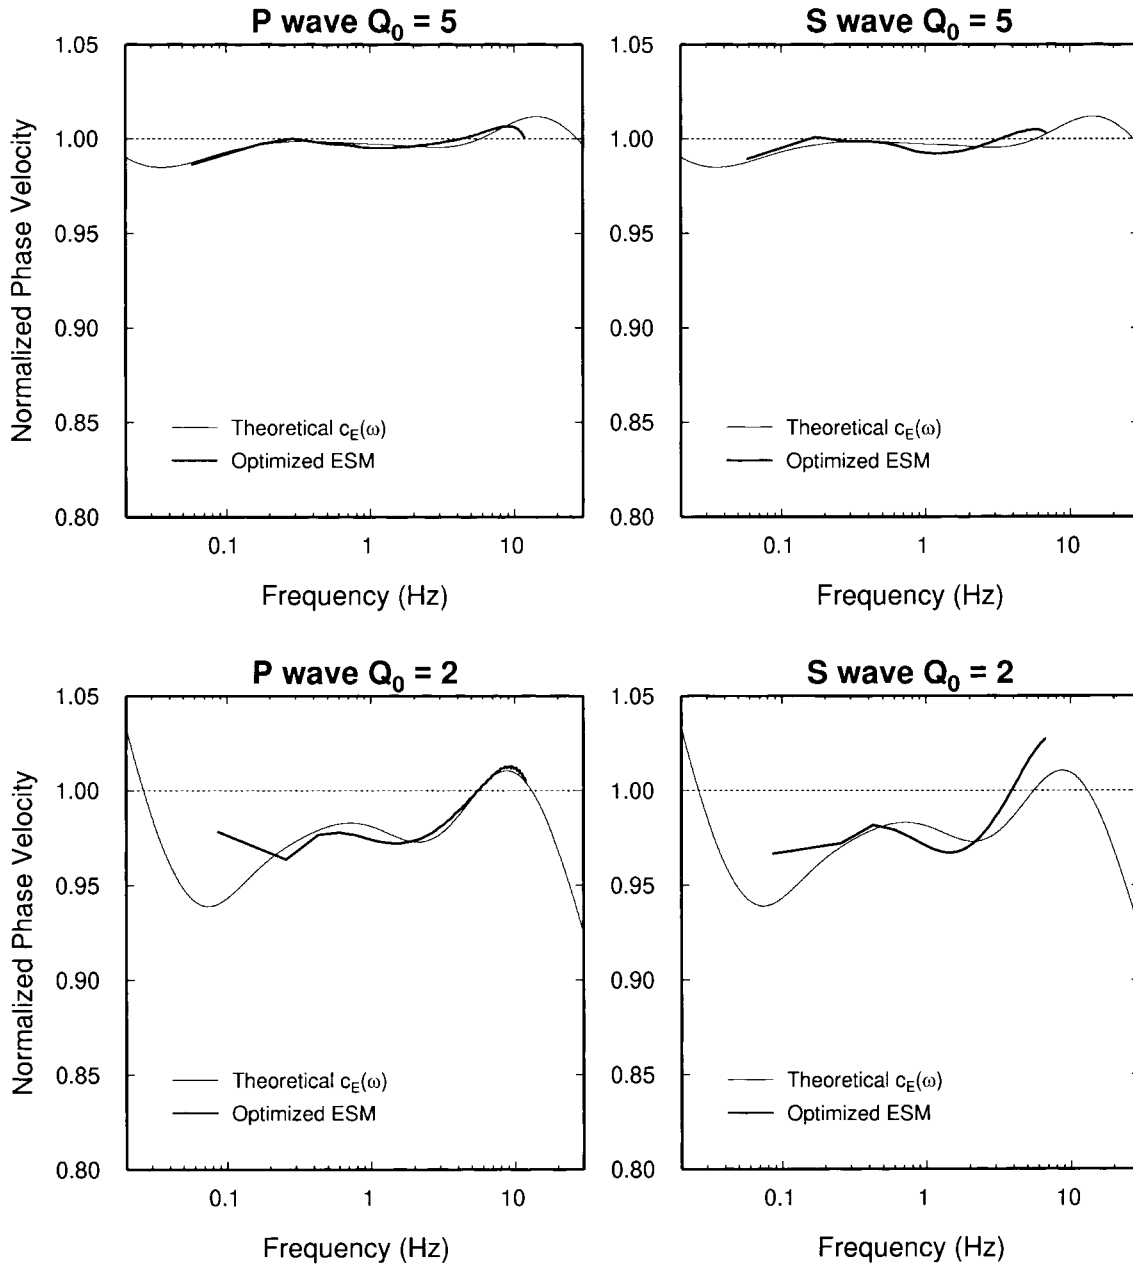 P wave Q0 = 5
1.05
1.00
0.95
0.90
0.85
0.80
Normalized Phase Velocity
Theoretical cE(ω)
Optimized ESM
0.1
1
10
Frequency (Hz)
S wave Q0 = 5
1.05
1.00
0.95
0.90
0.85
0.80
Theoretical cE(ω)
Optimized ESM
0.1
1
10
Frequency (Hz)
P wave Q0 = 2
1.05
1.00
0.95
0.90
0.85
0.80
Normalized Phase Velocity
Theoretical cE(ω)
Optimized ESM
0.1
1
10
Frequency (Hz)
S wave Q0 = 2
1.05
1.00
0.95
0.90
0.85
0.80
Theoretical cE(ω)
Optimized ESM
0.1
1
10
Frequency (Hz)